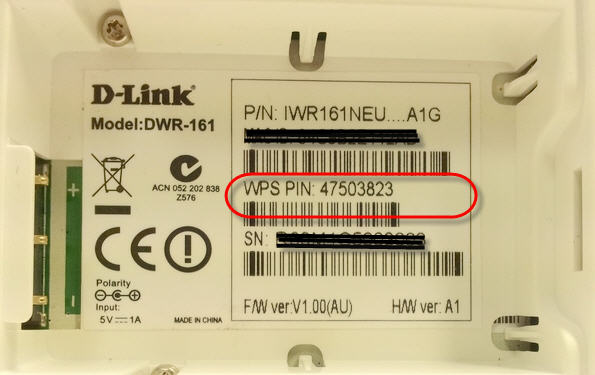 D-Link
Model:DWR-161
ACN 052 202 838
Z576
CE
Polarity
Input:
5V 1A
MADE IN CHINA
P/N: IWR161NEU....A1G
WPS PIN: 47503823
SN:
F/W ver:V1.00(AU) H/W ver: A1
+